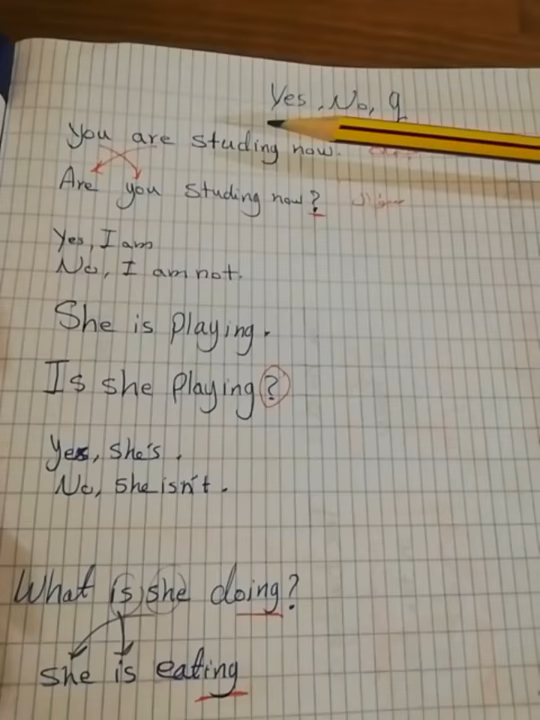 Yes, No, q
You are studing now.
Are you studing now?
Yes, I am
No, I am not.
She is Playing.
Is she Playing?
Yes, She's.
No, She isn't.
What is she doing?
she is eating